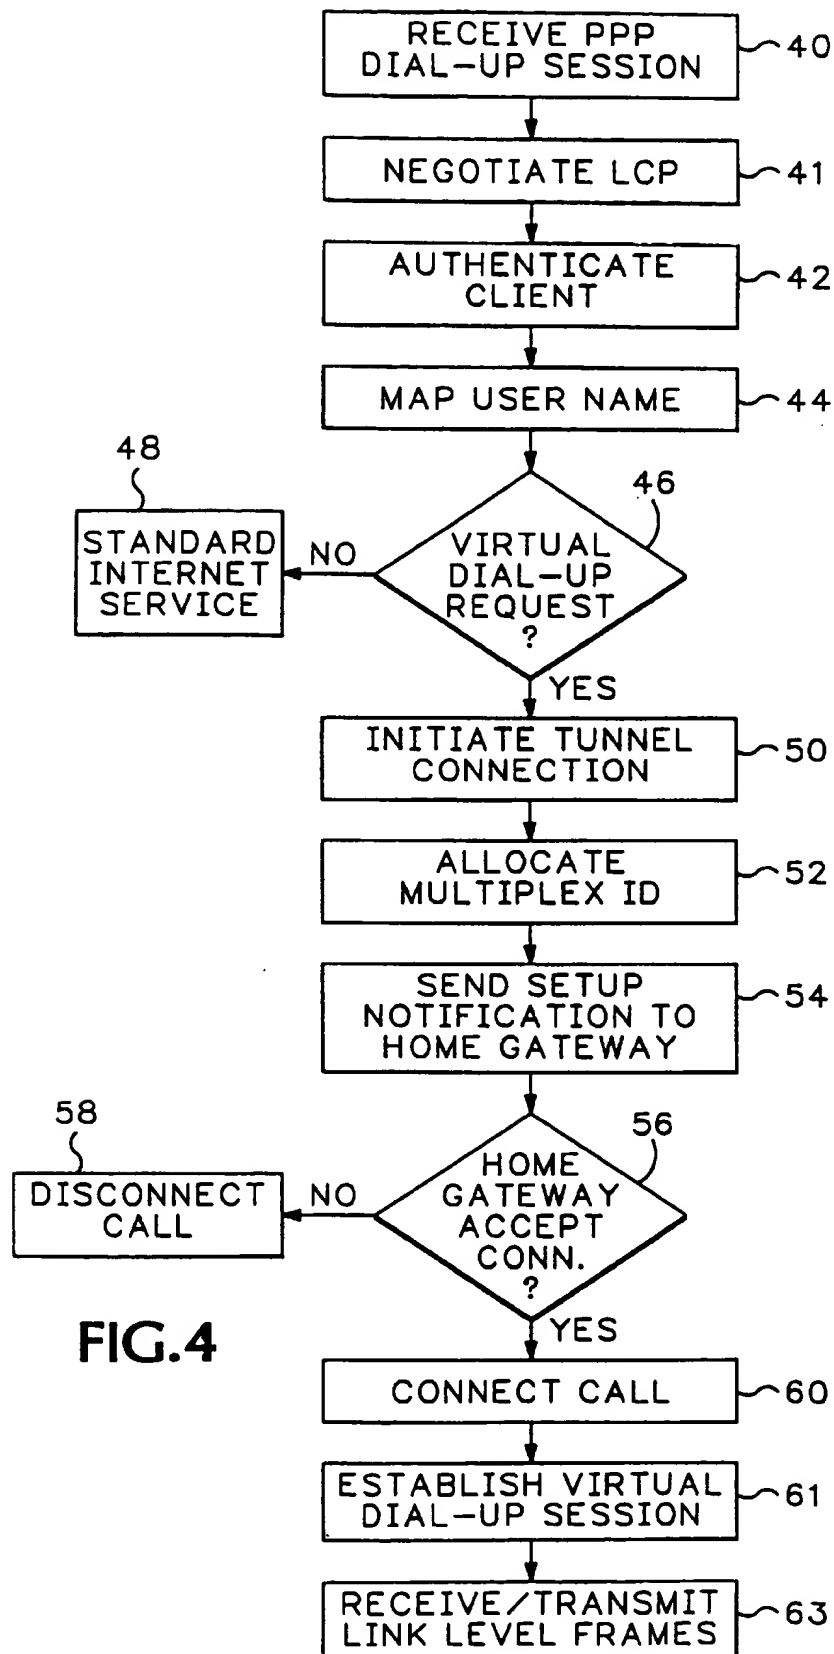 RECEIVE PPP
DIAL-UP SESSION
40
NEGOTIATE LCP
41
AUTHENTICATE
CLIENT
42
MAP USER NAME
44
48
STANDARD
INTERNET
SERVICE
NO
46
VIRTUAL
DIAL-UP
REQUEST
?
YES
INITIATE TUNNEL
CONNECTION
50
ALLOCATE
MULTIPLEX ID
52
SEND SETUP
NOTIFICATION TO
HOME GATEWAY
54
58
DISCONNECT
CALL
NO
56
HOME
GATEWAY
ACCEPT
CONN.
?
YES
FIG.4
CONNECT CALL
60
ESTABLISH VIRTUAL
DIAL-UP SESSION
61
RECEIVE/TRANSMIT
LINK LEVEL FRAMES
63